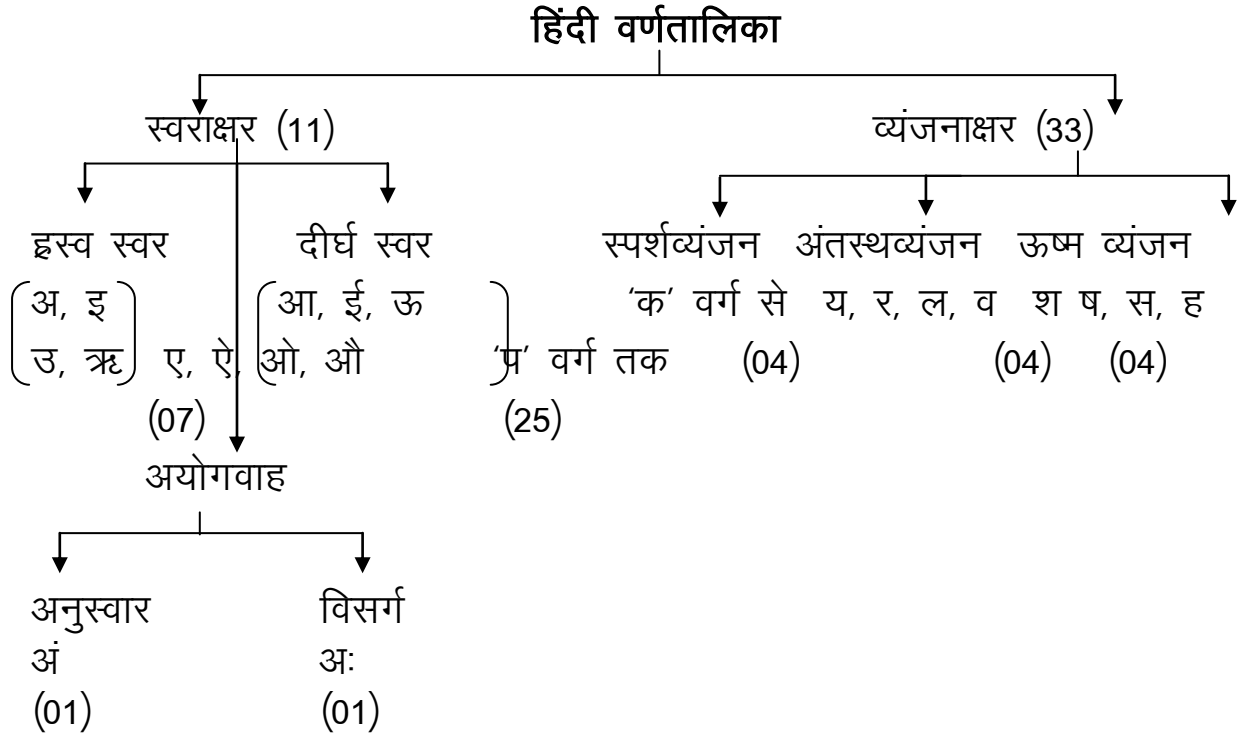 हिंदी वर्णतालिका
स्वराक्षर (11) व्यंजनाक्षर (33)
ह्रस्व स्वर दीर्घ स्वर स्पर्शव्यंजन अंतस्थव्यंजन ऊष्म व्यंजन
अ, इ आ, ई, ऊ 'क' वर्ग से य, र, ल, व श ष, स, ह
उ, ऋ ए, ऐ, ओ, औ 'प' वर्ग तक (04) (04) (04)
(07) (25)
अयोगवाह
अनुस्वार विसर्ग
अं अः
(01) (01)